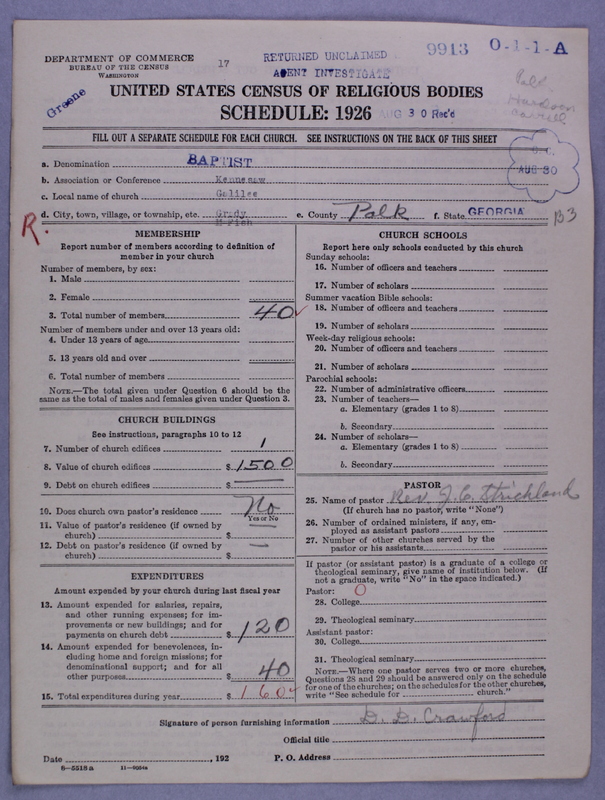 DEPARTMENT OF COMMERCE
BUREAU OF THE CENSUS
WASHINGTON
17
RETURNED UNCLAIMED
AGENT INVESTIGATE
9913 O-1-1-A
Greene
UNITED STATES CENSUS OF RELIGIOUS BODIES
SCHEDULE: 1926
AUG 30 Rec'd
FILL OUT A SEPARATE SCHEDULE FOR EACH CHURCH. SEE INSTRUCTIONS ON THE BACK OF THIS SHEET
a. Denomination BAPTIST
AUG 30
b. Association or Conference Kennesaw
c. Local name of church Galilee
d. City, town, village, or township, etc. Grady e. County Polk f. State GEORGIA
B3
R.
MEMBERSHIP
Report number of members according to definition of member in your church
Number of members, by sex:
1. Male
2. Female
3. Total number of members 40
Number of members under and over 13 years old:
4. Under 13 years of age
5. 13 years old and over
6. Total number of members
NOTE.—The total given under Question 6 should be the same as the total of males and females given under Question 3.
CHURCH BUILDINGS
See instructions, paragraphs 10 to 12
7. Number of church edifices 1
8. Value of church edifices $1500
9. Debt on church edifices $
10. Does church own pastor's residence No
Yes or No
11. Value of pastor's residence (if owned by
church) $
12. Debt on pastor's residence (if owned by
church) $
EXPENDITURES
Amount expended by your church during last fiscal year
13. Amount expended for salaries, repairs,
and other running expenses; for im-
provements or new buildings; and for
payments on church debt $120
14. Amount expended for benevolences, in-
cluding home and foreign missions; for
denominational support; and for all
other purposes $40
15. Total expenditures during year $160
CHURCH SCHOOLS
Report here only schools conducted by this church
Sunday schools:
16. Number of officers and teachers
17. Number of scholars
Summer vacation Bible schools:
18. Number of officers and teachers
19. Number of scholars
Week-day religious schools:
20. Number of officers and teachers
21. Number of scholars
Parochial schools:
22. Number of administrative officers
23. Number of teachers—
a. Elementary (grades 1 to 8)
b. Secondary
24. Number of scholars—
a. Elementary (grades 1 to 8)
b. Secondary
PASTOR
25. Name of pastor Rev. J. C. Strickland
(If church has no pastor, write "None")
26. Number of ordained ministers, if any, em-
ployed as assistant pastors
27. Number of other churches served by the
pastor or his assistants
If pastor (or assistant pastor) is a graduate of a college or
theological seminary, give name of institution below. (If
not a graduate, write "No" in the space indicated.)
Pastor: O
28. College
29. Theological seminary
Assistant pastor:
30. College
31. Theological seminary
NOTE.—Where one pastor serves two or more churches,
Questions 28 and 29 should be answered only on the schedule
for one of the churches; on the schedules for the other churches,
write "See schedule for church."
Signature of person furnishing information D. D. Crawford
Official title
Date , 192 P. O. Address
6-5518a 11-9084a